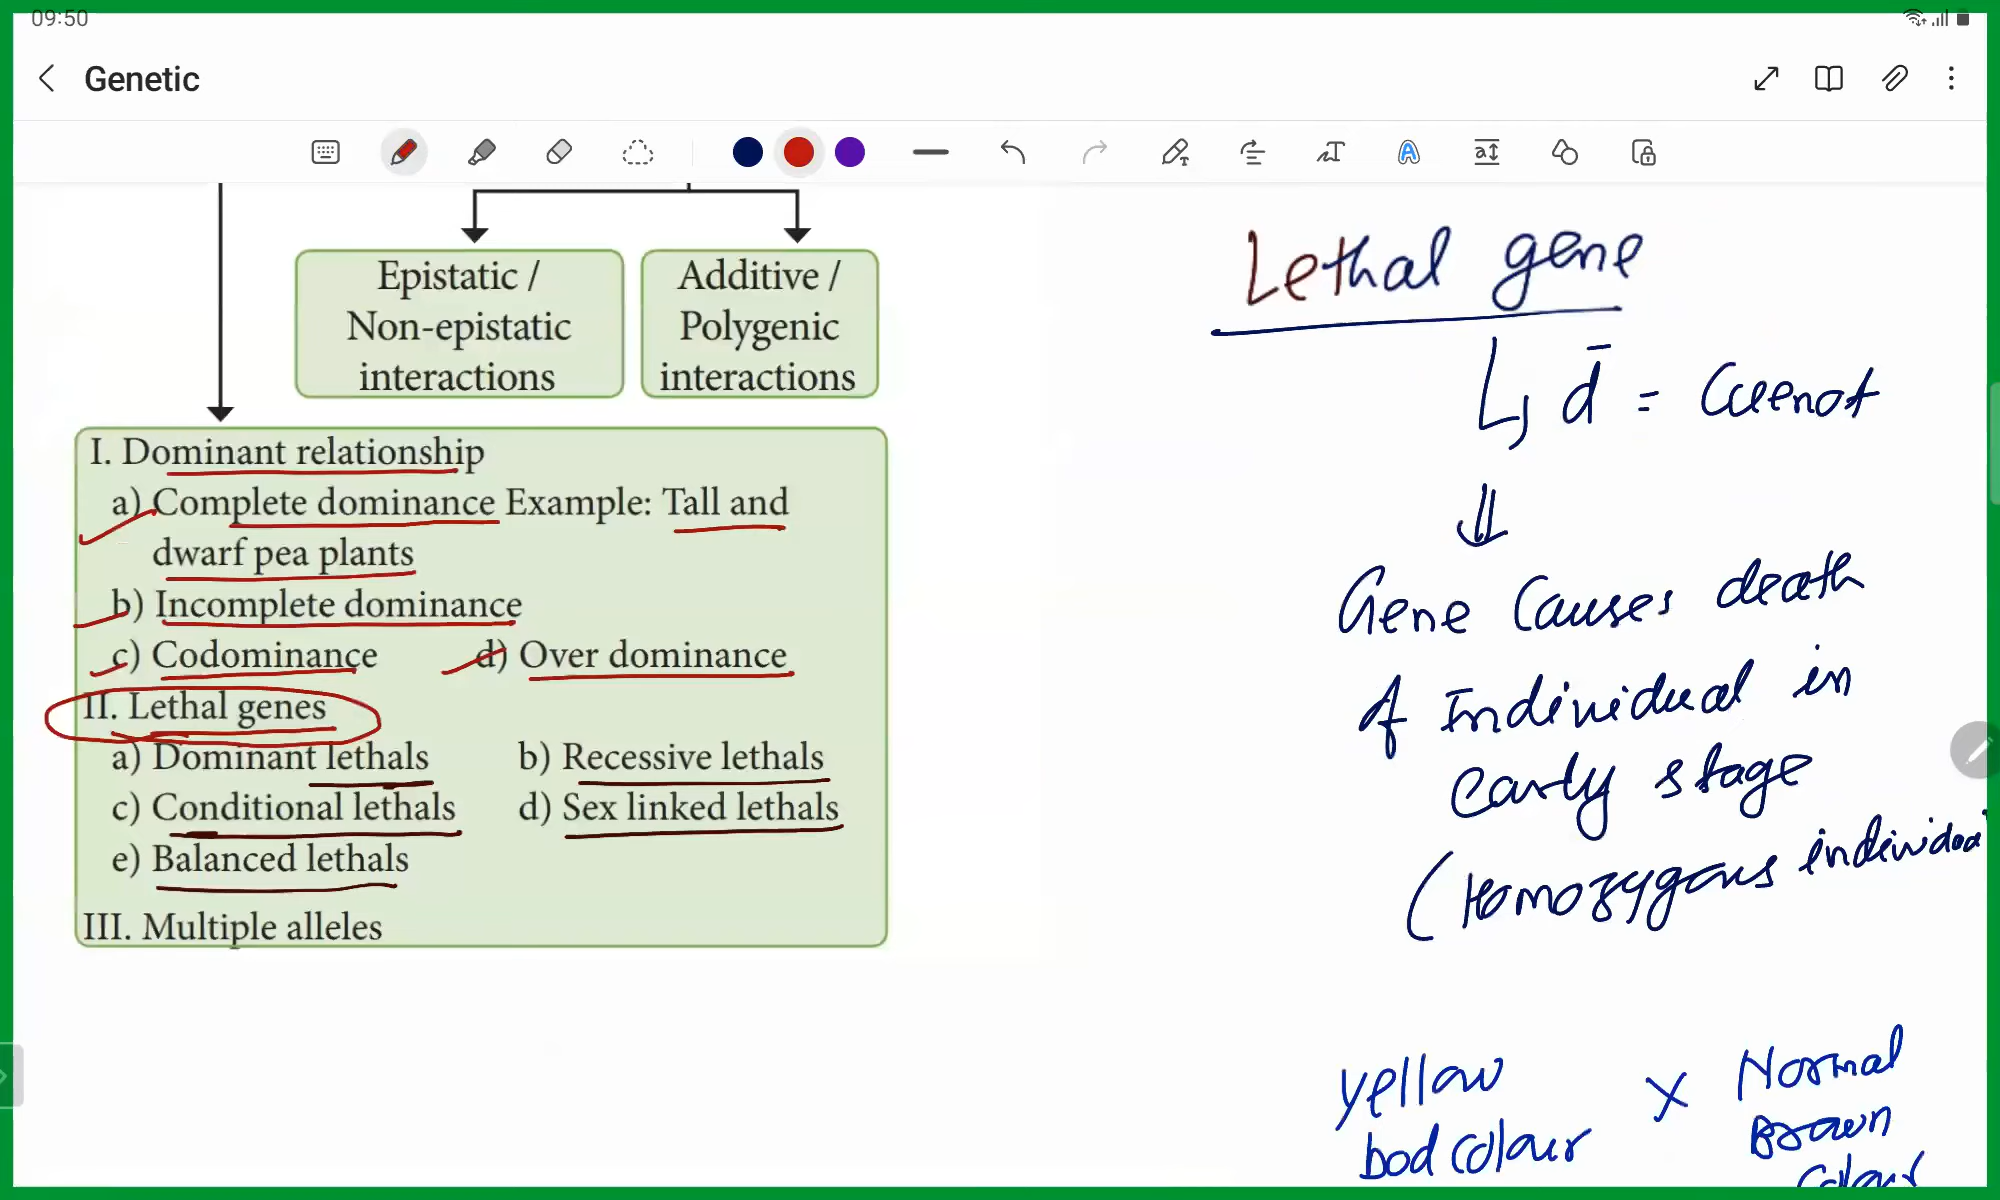 09:50
Genetic
Epistatic /
Non-epistatic
interactions
Additive /
Polygenic
interactions
I. Dominant relationship
a) Complete dominance Example: Tall and
dwarf pea plants
b) Incomplete dominance
c) Codominance d) Over dominance
II. Lethal genes
a) Dominant lethals b) Recessive lethals
c) Conditional lethals d) Sex linked lethals
e) Balanced lethals
III. Multiple alleles
Lethal gene
d = Cuenot
Gene Causes death
of Individual in
early stage
(Homozygous individual
yellow X Normal
bod colour Brown
colour